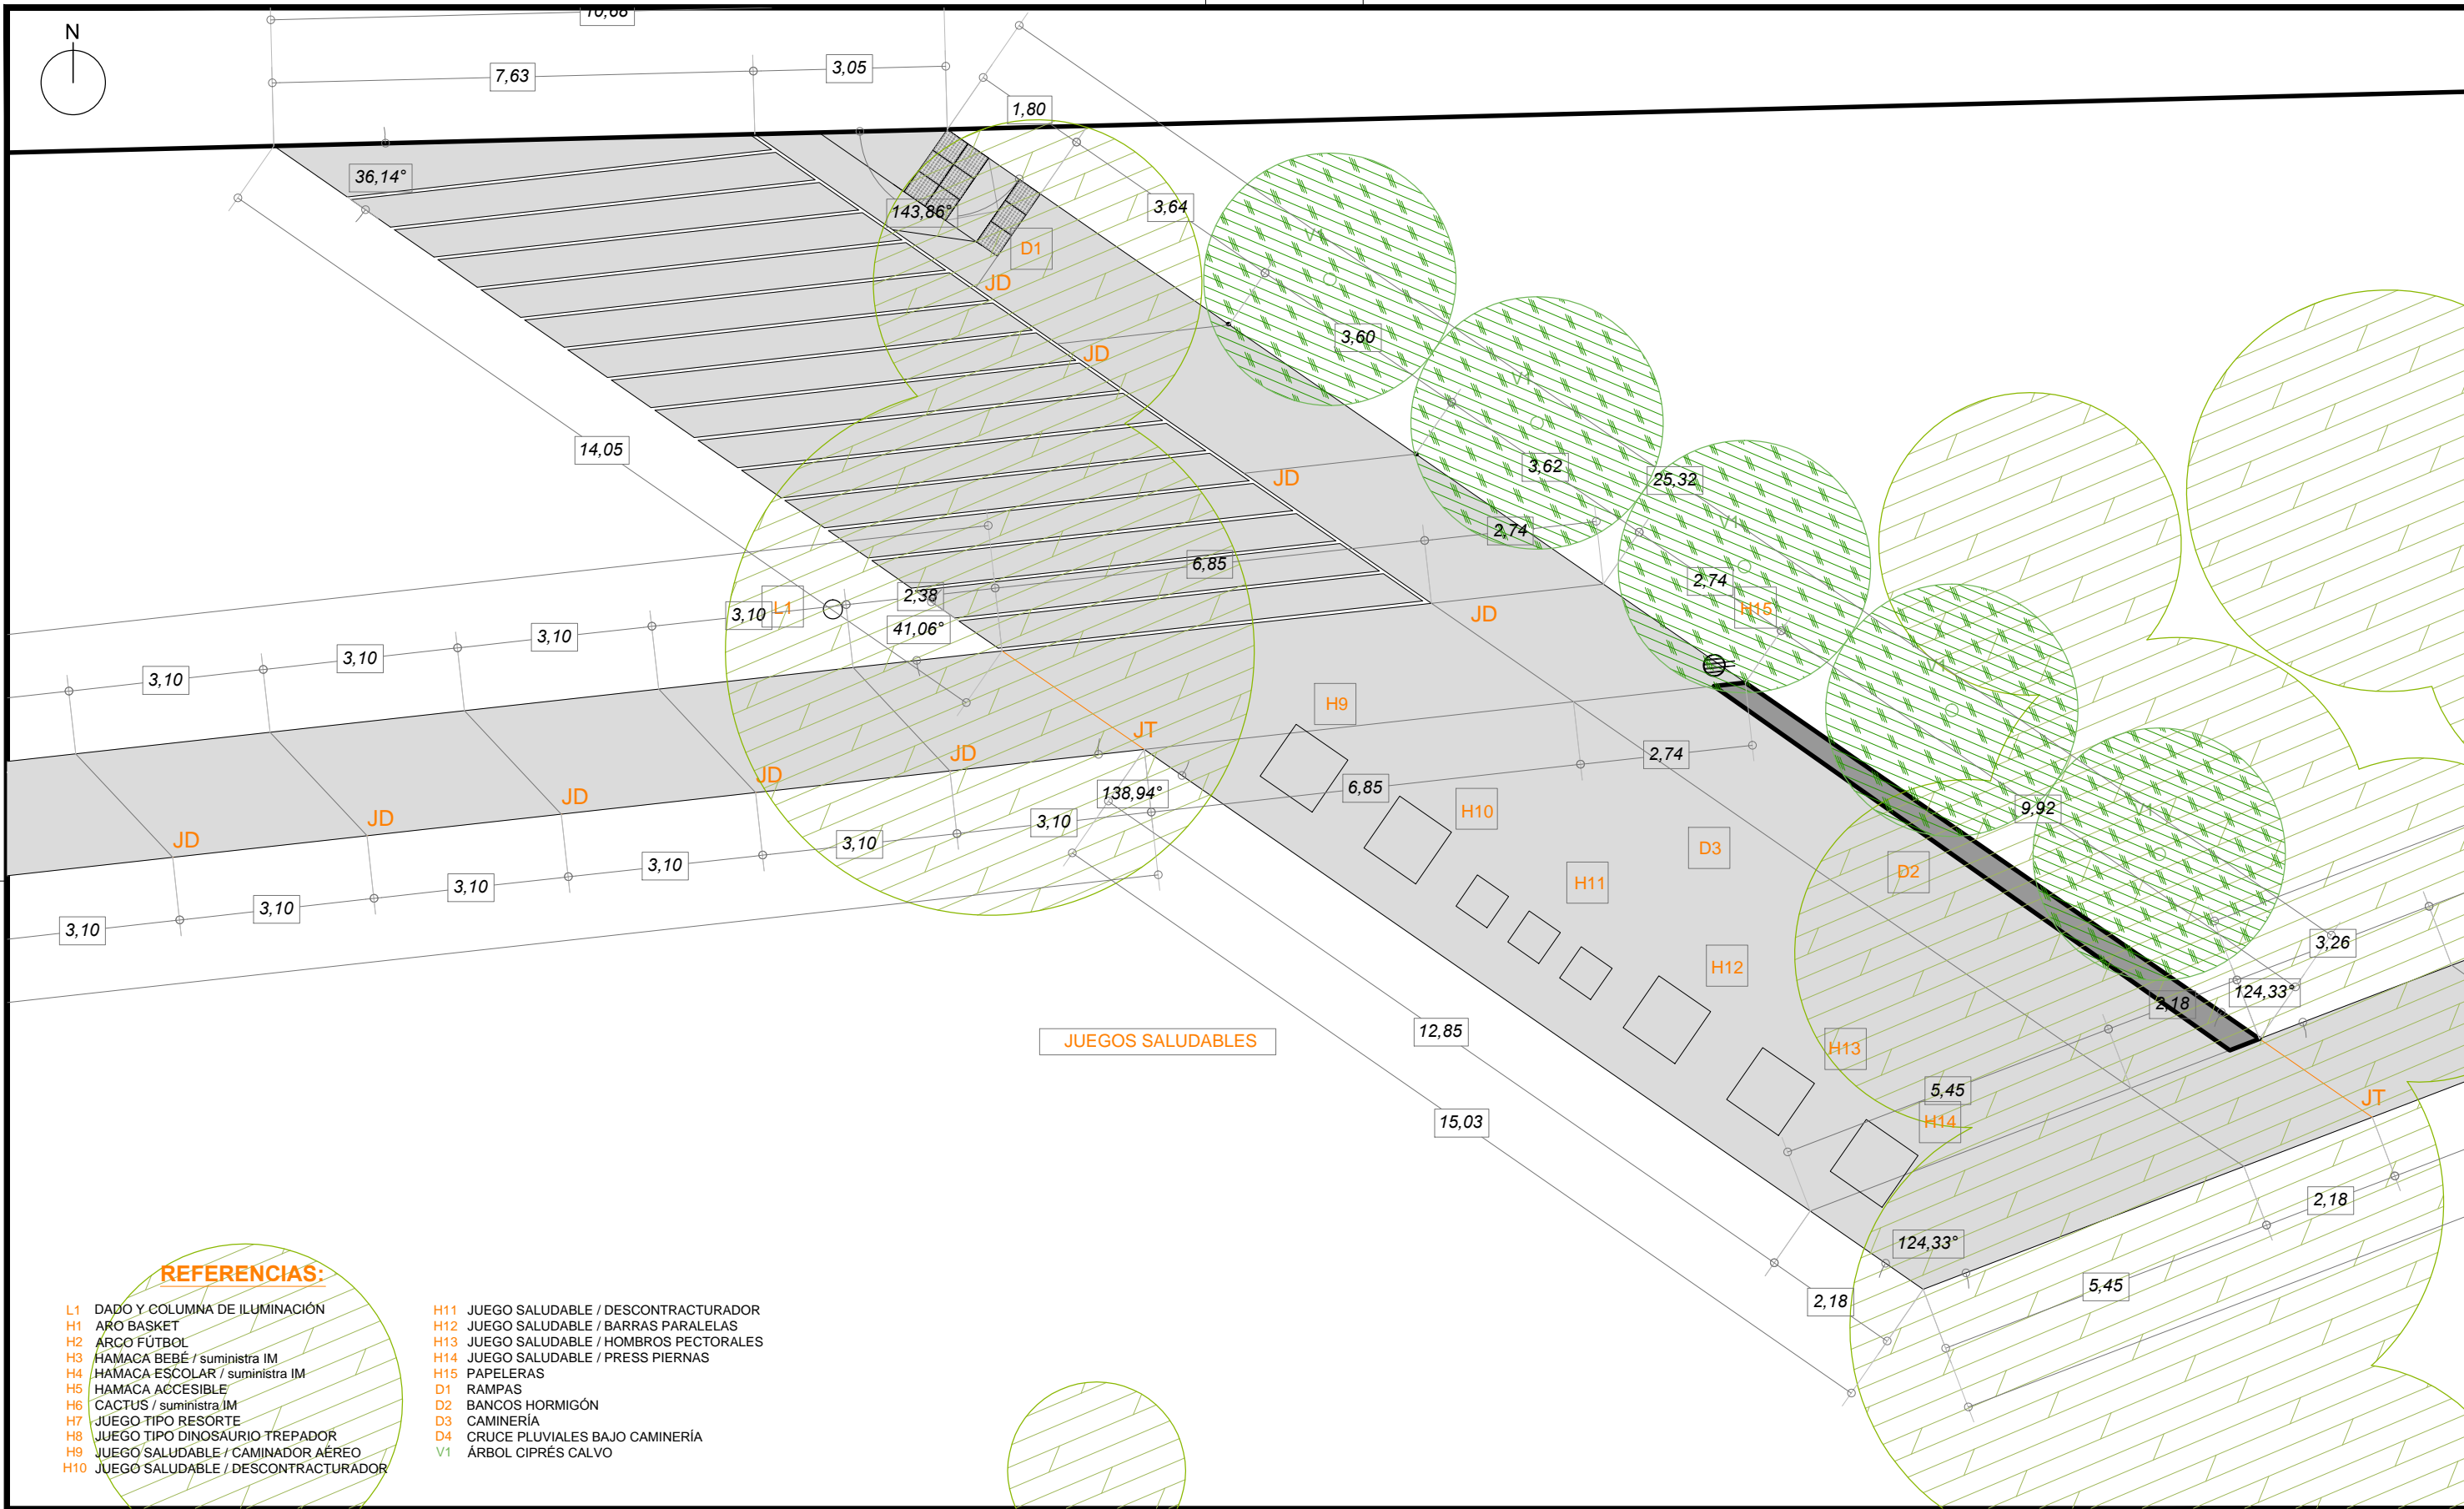 10,68
N
7,63
3,05
1,80
36,14°
143,86°
3,64
V1
D1
JD
3,60
JD
V1
14,05
3,62
25,32
JD
2,74
V1
6,85
2,74
2,38
L1
3,10
H15
JD
41,06°
3,10
3,10
3,10
V1
H9
JT
2,74
JD
JD
6,85
138,94°
JD
H10
9,92
V1
JD
3,10
JD
3,10
D3
3,10
D2
H11
3,10
3,10
3,10
3,26
H12
124,33°
2,18
12,85
JUEGOS SALUDABLES
H13
5,45
JT
15,03
H14
2,18
124,33°
5,45
2,18
REFERENCIAS:
L1 DADO Y COLUMNA DE ILUMINACIÓN
H1 ARO BASKET
H2 ARCO FÚTBOL
H3 HAMACA BEBÉ / suministra IM
H4 HAMACA ESCOLAR / suministra IM
H5 HAMACA ACCESIBLE
H6 CACTUS / suministra IM
H7 JUEGO TIPO RESORTE
H8 JUEGO TIPO DINOSAURIO TREPADOR
H9 JUEGO SALUDABLE / CAMINADOR AÉREO
H10 JUEGO SALUDABLE / DESCONTRACTURADOR
H11 JUEGO SALUDABLE / DESCONTRACTURADOR
H12 JUEGO SALUDABLE / BARRAS PARALELAS
H13 JUEGO SALUDABLE / HOMBROS PECTORALES
H14 JUEGO SALUDABLE / PRESS PIERNAS
H15 PAPELERAS
D1 RAMPAS
D2 BANCOS HORMIGÓN
D3 CAMINERÍA
D4 CRUCE PLUVIALES BAJO CAMINERÍA
V1 ÁRBOL CIPRÉS CALVO